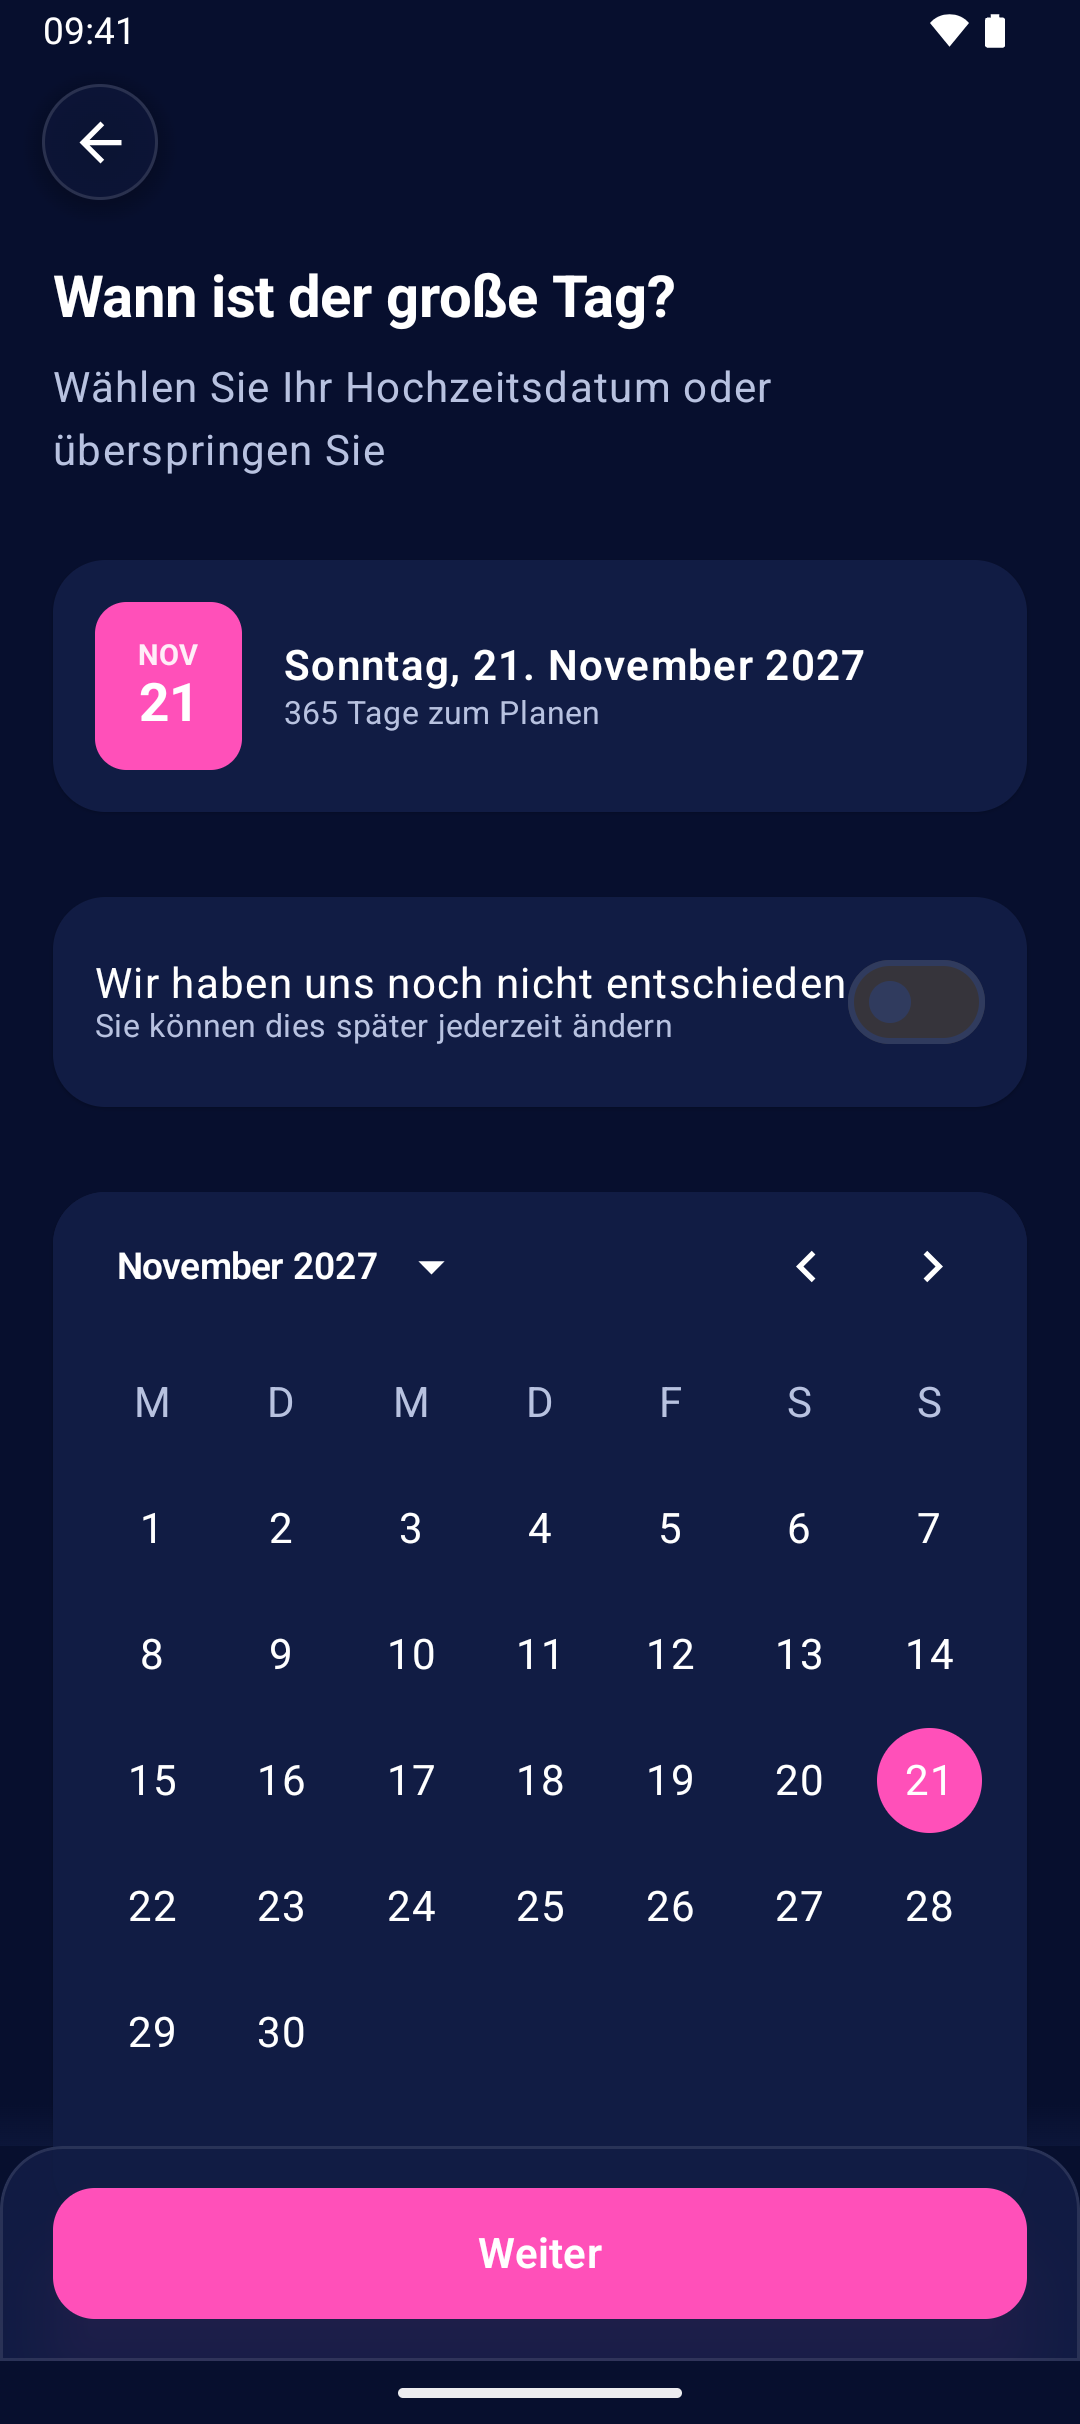 09:41
Wann ist der große Tag?
Wählen Sie Ihr Hochzeitsdatum oder
überspringen Sie
NOV
21
Sonntag, 21. November 2027
365 Tage zum Planen
Wir haben uns noch nicht entschieden
Sie können dies später jederzeit ändern
November 2027
M D M D F S S
1 2 3 4 5 6 7
8 9 10 11 12 13 14
15 16 17 18 19 20 21
22 23 24 25 26 27 28
29 30
Weiter